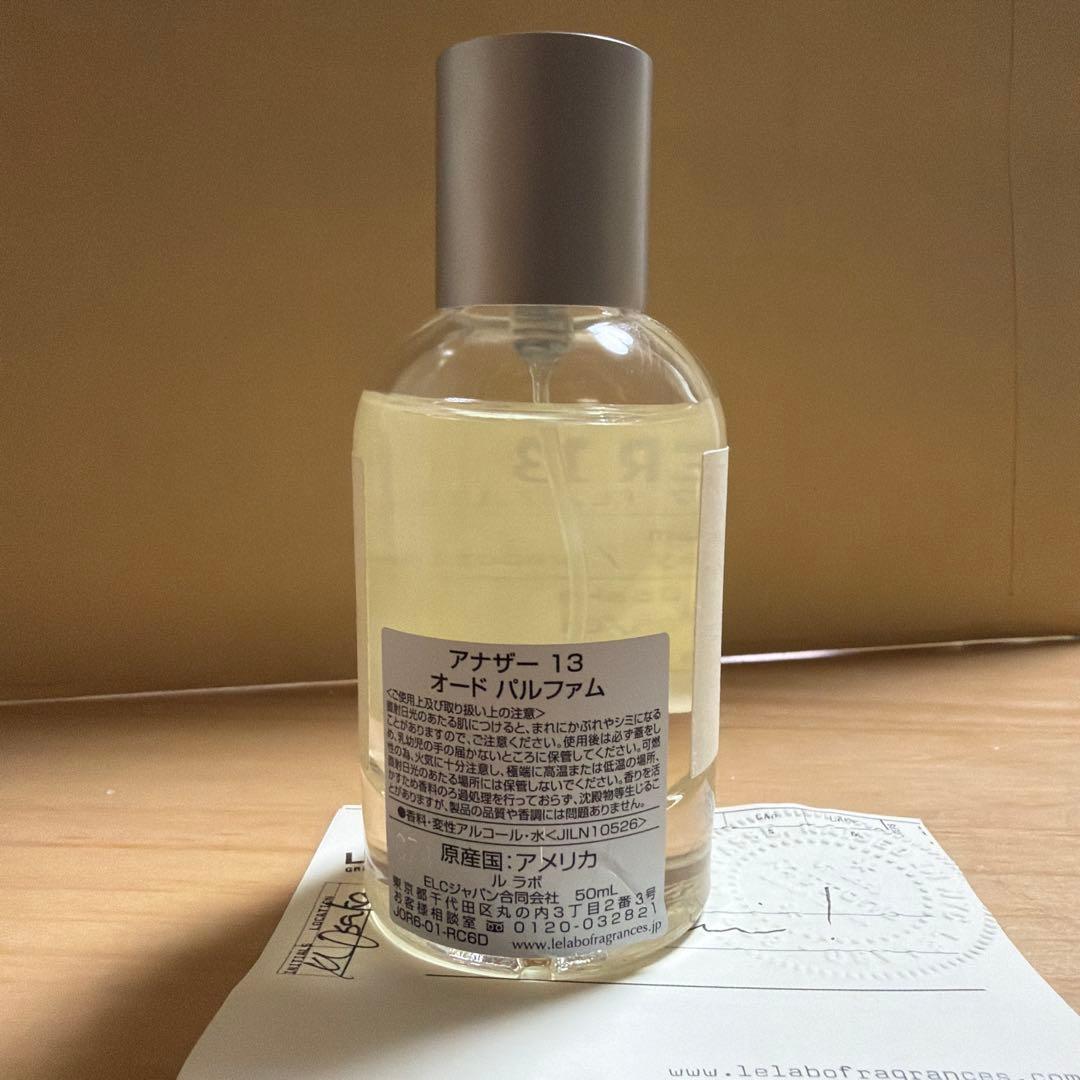 ER 13
アナザー 13
オード パルファム
<ご使用上及び取り扱い上の注意>
直射日光のあたる肌につけると、まれにかぶれやシミになる
ことがありますので、ご注意ください。使用後は必ず蓋をし
め、乳幼児の手の届かないところに保管してください。可燃
性の為、火気に十分注意し、極端に高温または低温の場所、
直射日光のあたる場所には保管しないでください。香りを活
かすため香料のろ過処理を行っておらず、沈殿物等生じるこ
とがありますが、製品の品質や香調には問題ありません。
●香料・変性アルコール・水<JILN10526>
原産国:アメリカ
ル ラボ
ELCジャパン合同会社 50mL
東京都千代田区丸の内3丁目2番3号
お客様相談室 0120-032821
J0R6-01-RC6D www.lelabofragrances.jp
INITIALS LOCATION
www.lelabofragrances.com